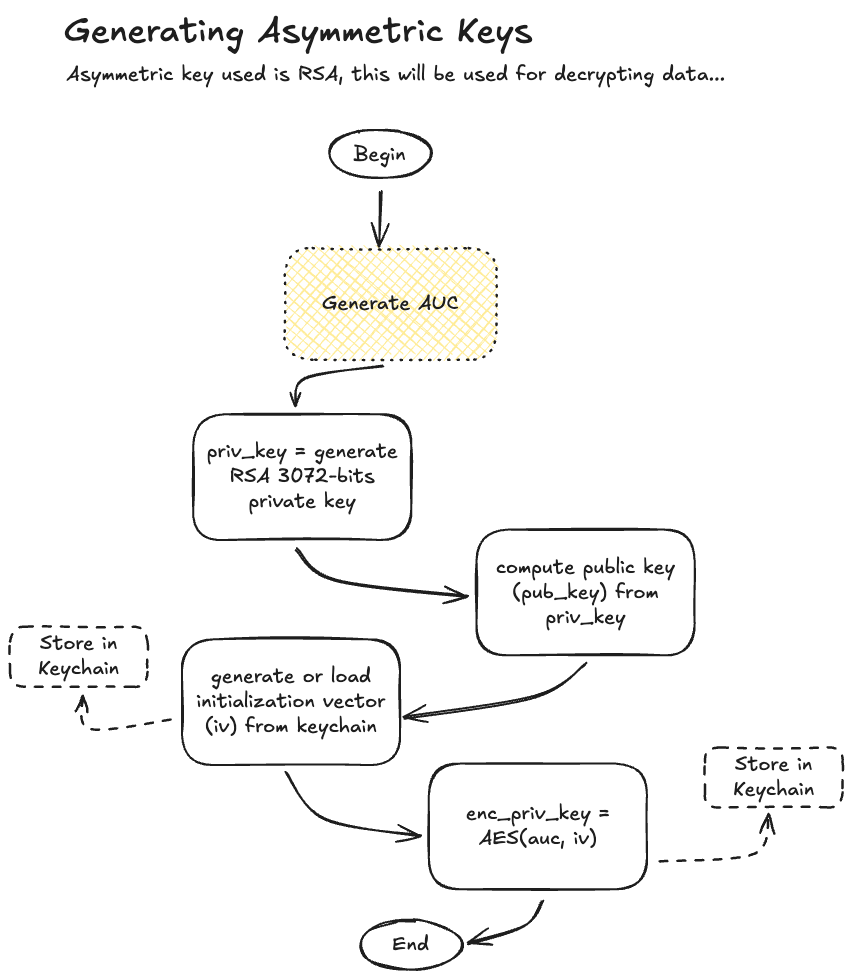 Generating Asymmetric Keys
Asymmetric key used is RSA, this will be used for decrypting data...
Begin
Generate AUC
priv_key = generate
RSA 3072-bits
private key
compute public key
(pub_key) from
priv_key
Store in
Keychain
generate or load
initialization vector
(iv) from keychain
Store in
Keychain
enc_priv_key =
AES(auc, iv)
End